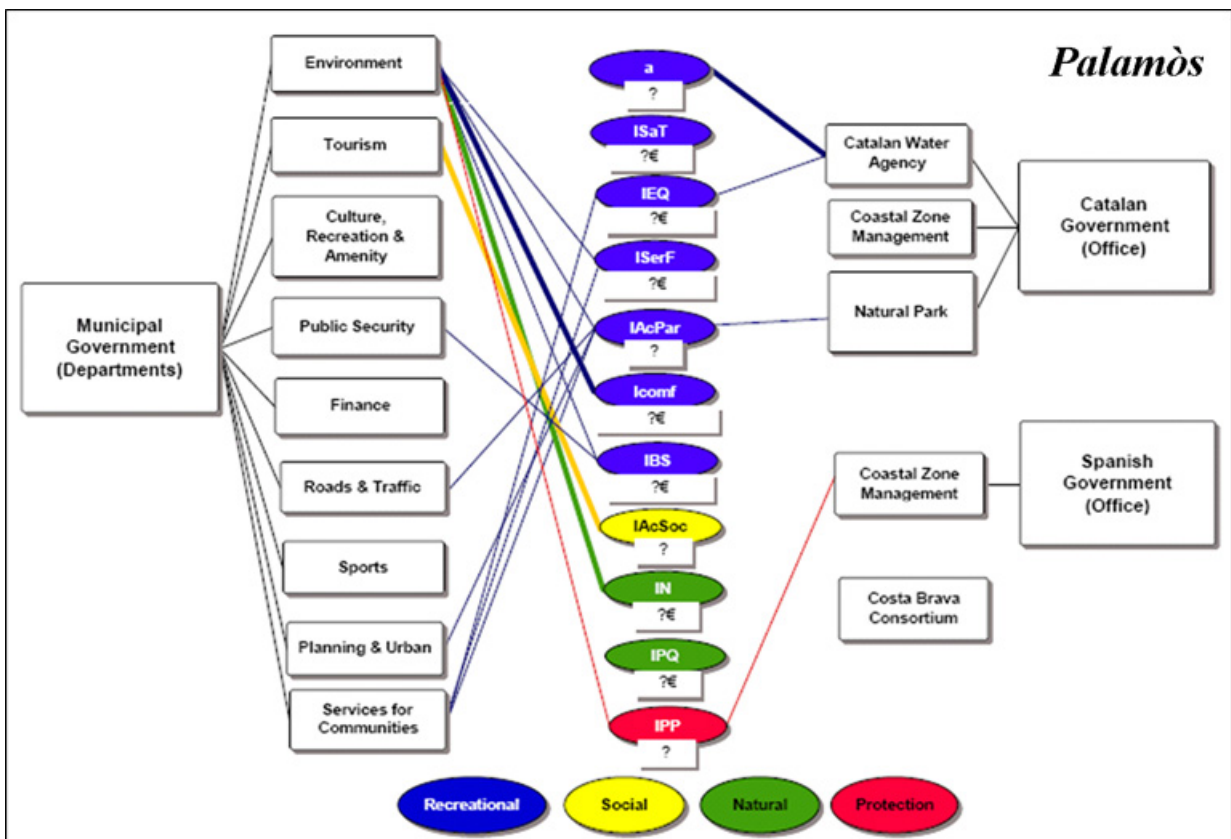 Palamòs
Municipal
Government
(Departments)
Environment
Tourism
Culture,
Recreation &
Amenity
Public Security
Finance
Roads & Traffic
Sports
Planning & Urban
Services for
Communities
a
?
ISaT
?€
IEQ
?€
ISerF
?€
IAcPar
?
Icomf
?€
IBS
?€
IAcSoc
?
IN
?€
IPQ
?€
IPP
?
Catalan Water
Agency
Coastal Zone
Management
Natural Park
Catalan
Government
(Office)
Coastal Zone
Management
Spanish
Government
(Office)
Costa Brava
Consortium
Recreational
Social
Natural
Protection